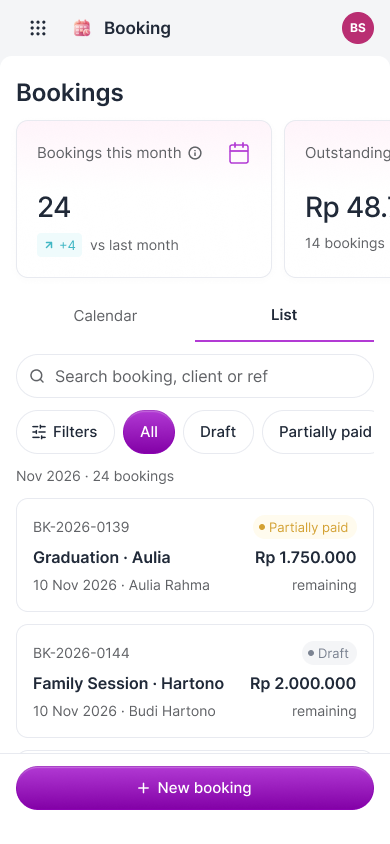 Booking
BS
Bookings
Bookings this month
24
+4 vs last month
Outstanding
Rp 48.
14 bookings
Calendar
List
Search booking, client or ref
Filters
All
Draft
Partially paid
Nov 2026 · 24 bookings
BK-2026-0139
Partially paid
Graduation · Aulia
Rp 1.750.000
10 Nov 2026 · Aulia Rahma
remaining
BK-2026-0144
Draft
Family Session · Hartono
Rp 2.000.000
10 Nov 2026 · Budi Hartono
remaining
+ New booking